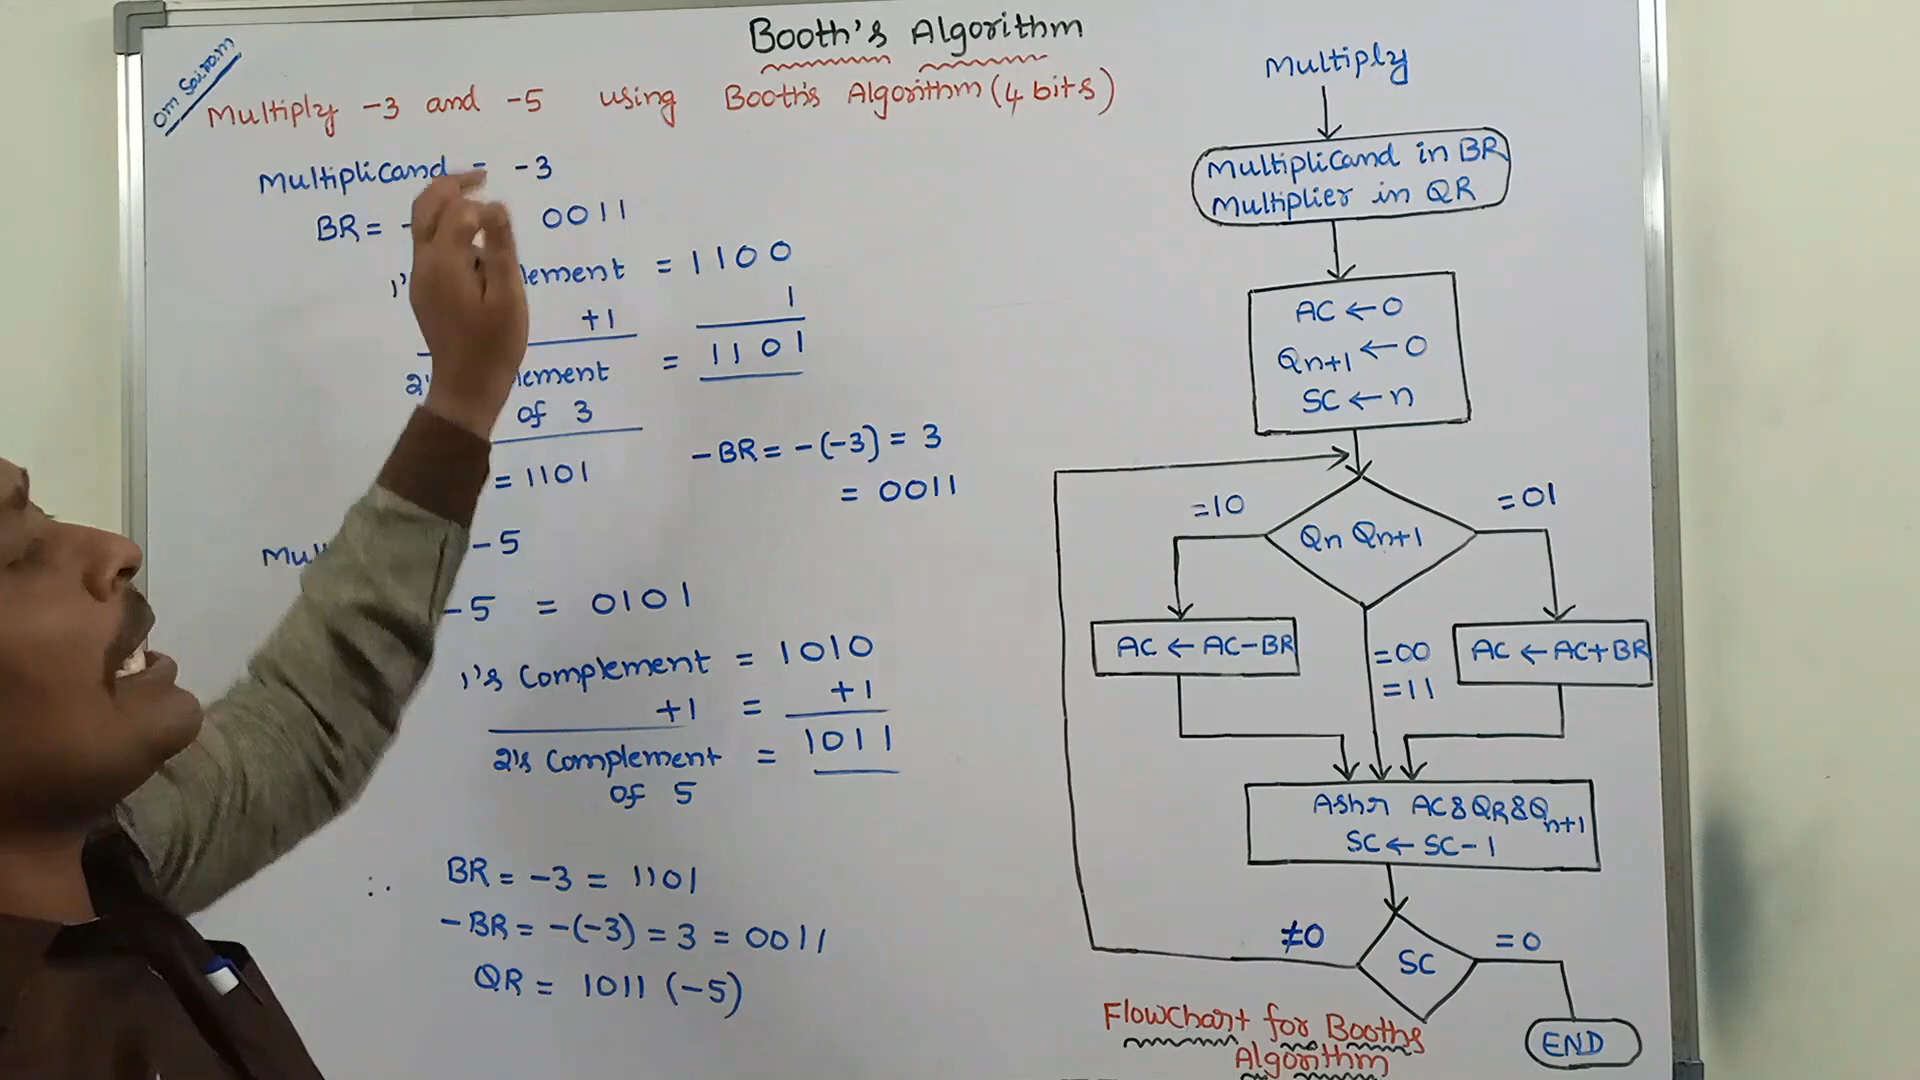 Booth's Algorithm
Om Sairam
Multiply -3 and -5 using Booth's Algorithm (4 bits)
Multiplicand = -3
BR = - 0011
1' lement = 1100
+1 1
2' lement = 1101
of 3
= 1101
-BR = -(-3) = 3
= 0011
Mul -5
-5 = 0101
1's Complement = 1010
+1 = +1
2's Complement = 1011
of 5
∴ BR = -3 = 1101
-BR = -(-3) = 3 = 0011
QR = 1011 (-5)
Multiply
Multiplicand in BR
Multiplier in QR
AC ← 0
Qn+1 ← 0
SC ← n
=10
Qn Qn+1
=01
AC ← AC-BR
=00
=11
AC ← AC+BR
Ashr AC&QR&Qn+1
SC ← SC-1
≠0
SC
=0
END
Flowchart for Booths
Algorithm